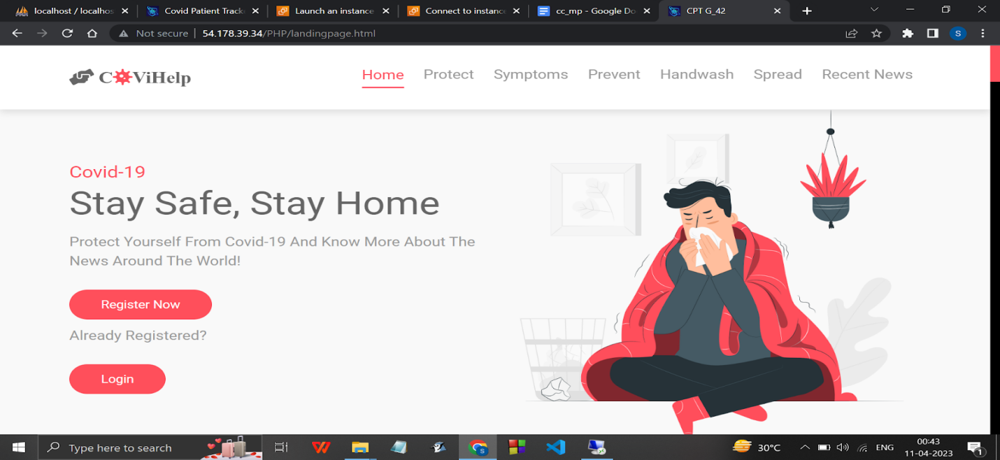 localhost / localhos
Covid Patient Track
Launch an instance
Connect to instanc
cc_mp - Google Do
CPT G_42
Not secure | 54.178.39.34/PHP/landingpage.html
S
CoViHelp
Home Protect Symptoms Prevent Handwash Spread Recent News
Covid-19
Stay Safe, Stay Home
Protect Yourself From Covid-19 And Know More About The
News Around The World!
Register Now
Already Registered?
Login
Type here to search
30°C
ENG
00:43
11-04-2023
1